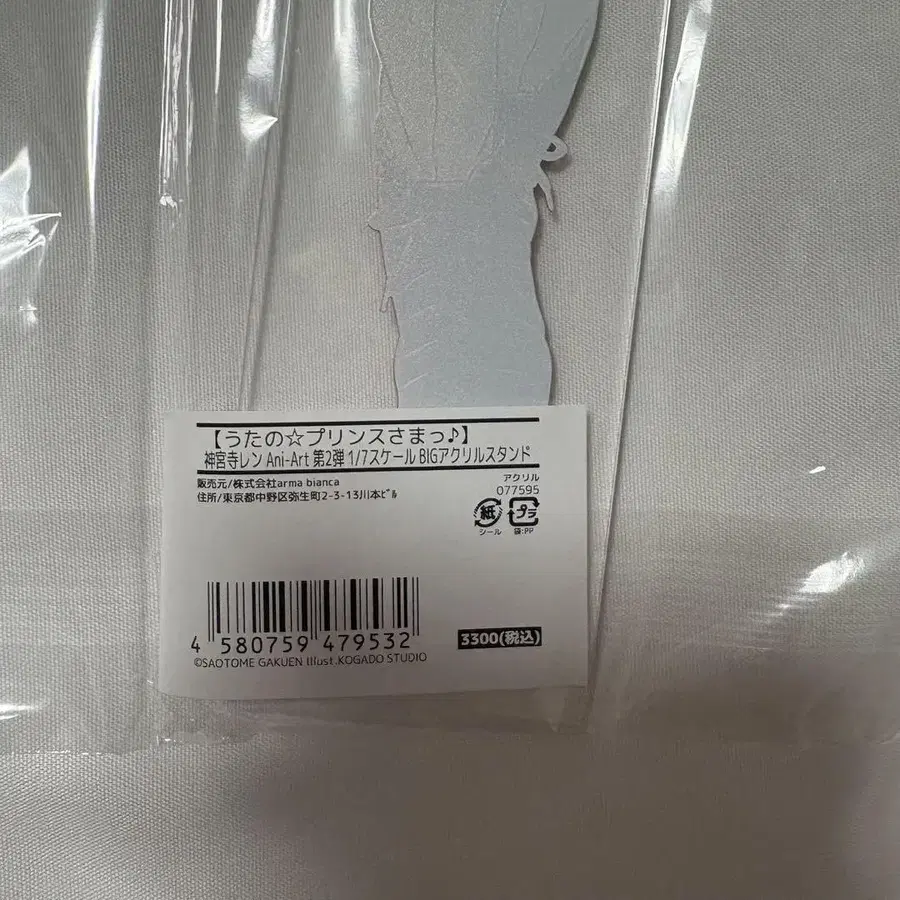 【うたの☆プリンスさまっ♪】
神宮寺レン Ani-Art 第2弾 1/7スケール BIGアクリルスタンド
販売元/株式会社arma bianca
住所/東京都中野区弥生町2-3-13川本ﾋﾞﾙ
アクリル
077595
紙 プラ
シール 袋:PP
4 580759 479532
3300(税込)
©SAOTOME GAKUEN Illust.KOGADO STUDIO